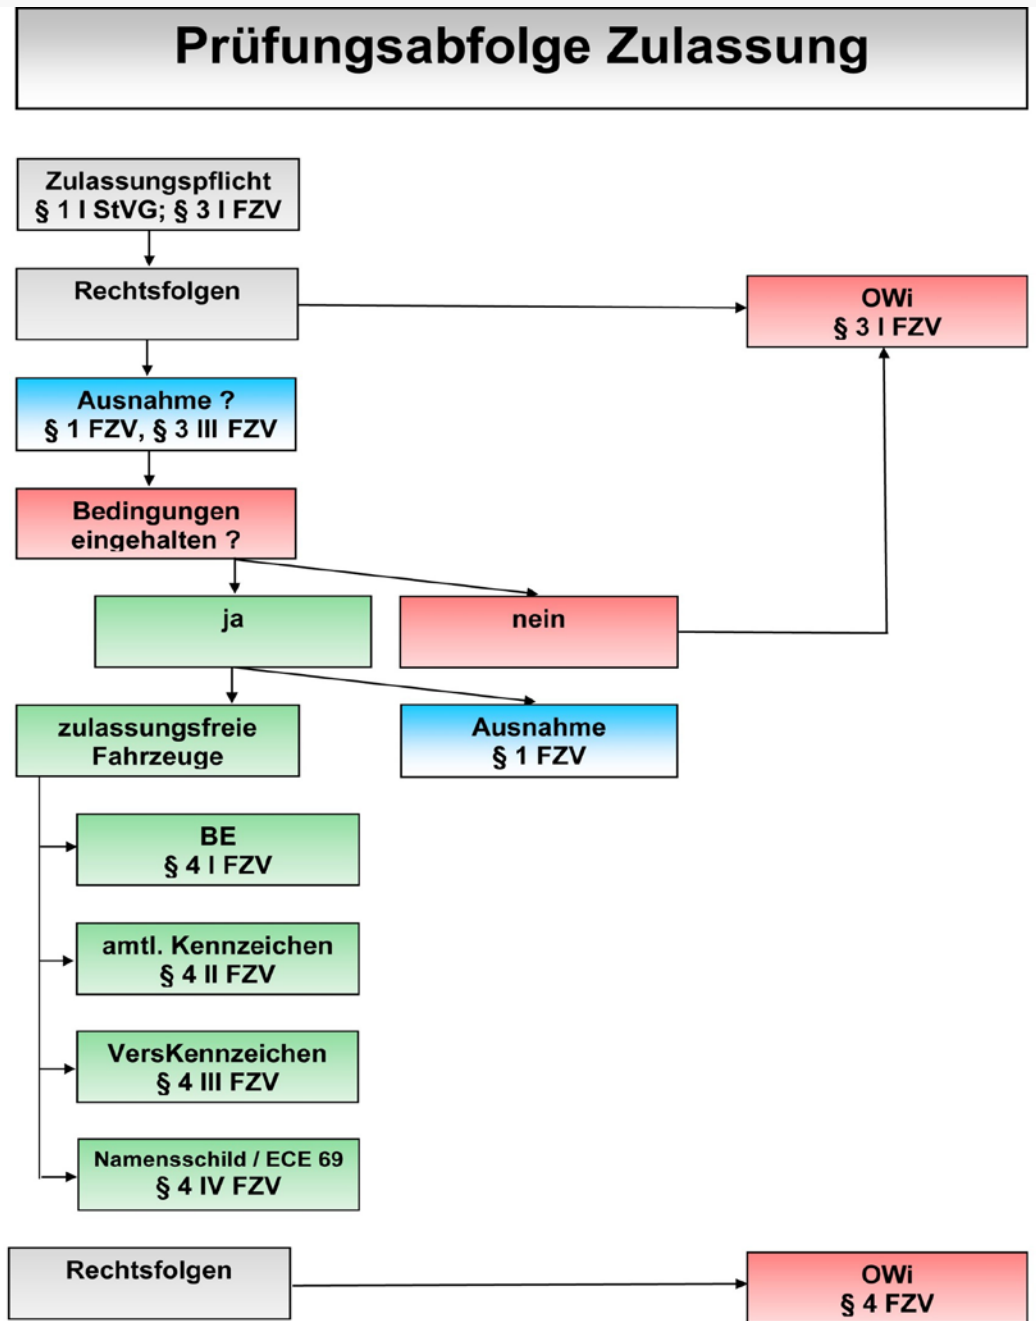 Prüfungsabfolge Zulassung
Zulassungspflicht
§ 1 I StVG; § 3 I FZV
Rechtsfolgen
OWi
§ 3 I FZV
Ausnahme ?
§ 1 FZV, § 3 III FZV
Bedingungen
eingehalten ?
ja
nein
zulassungsfreie
Fahrzeuge
Ausnahme
§ 1 FZV
BE
§ 4 I FZV
amtl. Kennzeichen
§ 4 II FZV
VersKennzeichen
§ 4 III FZV
Namensschild / ECE 69
§ 4 IV FZV
Rechtsfolgen
OWi
§ 4 FZV